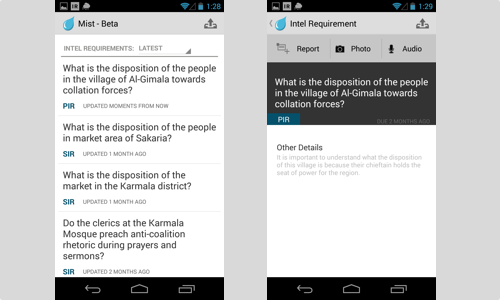 1:28
Mist - Beta
INTEL REQUIREMENTS: LATEST
What is the disposition of the people
in the village of Al-Gimala towards
collation forces?
PIR UPDATED MOMENTS FROM NOW
What is the disposition of the people
in market area of Sakaria?
SIR UPDATED 1 MONTH AGO
What is the disposition of the
market in the Karmala district?
SIR UPDATED 1 MONTH AGO
Do the clerics at the Karmala
Mosque preach anti-coalition
rhetoric during prayers and
sermons?
SIR UPDATED 2 MONTHS AGO
1:29
Intel Requirement
Report Photo Audio
What is the disposition of the people
in the village of Al-Gimala towards
collation forces?
PIR DUE 2 MONTHS AGO
Other Details
It is important to understand what the disposition
of this village is because their chieftain holds the
seat of power for the region.